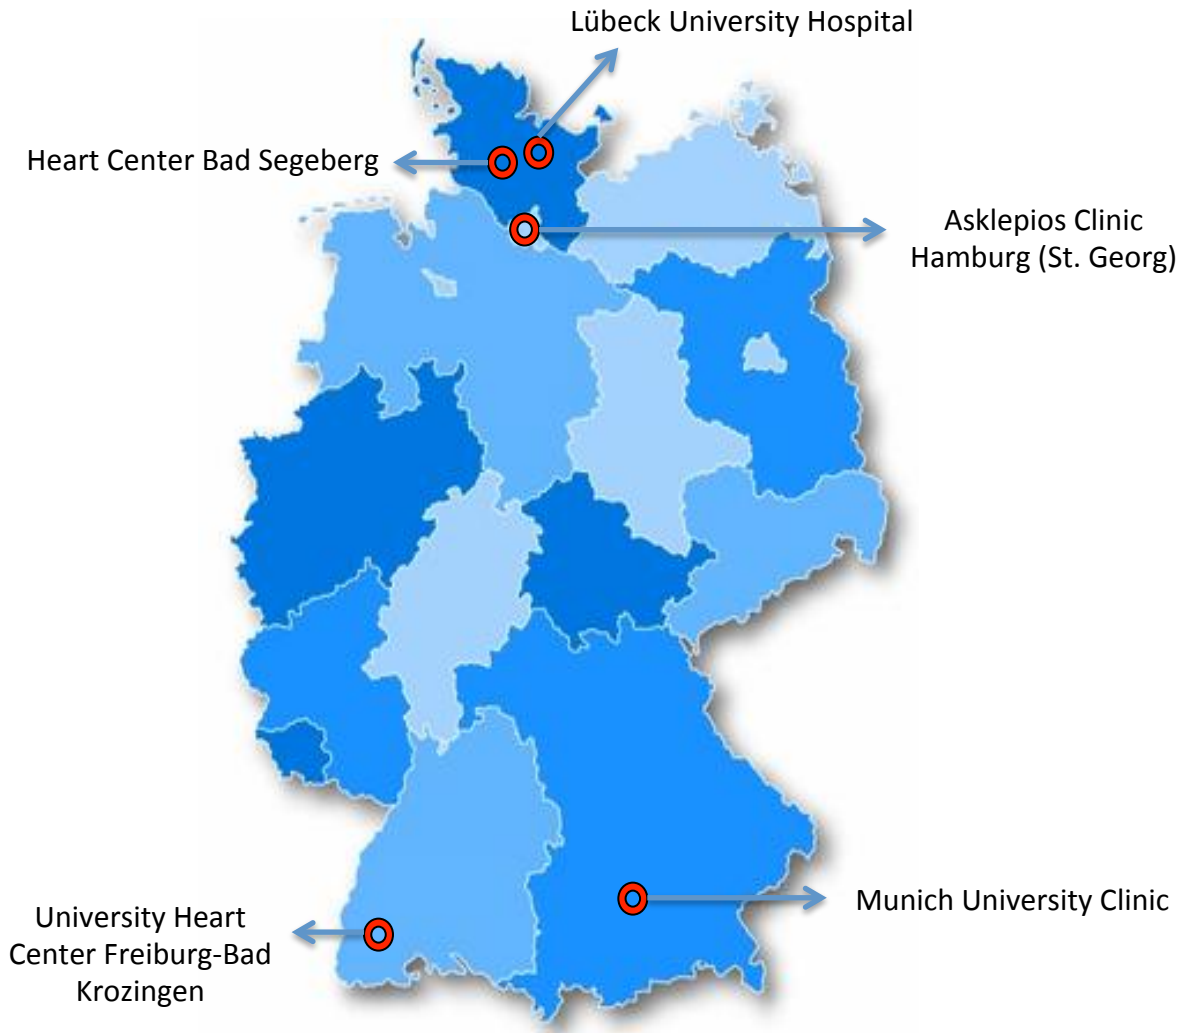 Lübeck University Hospital
Heart Center Bad Segeberg
Asklepios Clinic
Hamburg (St. Georg)
Munich University Clinic
University Heart
Center Freiburg-Bad
Krozingen